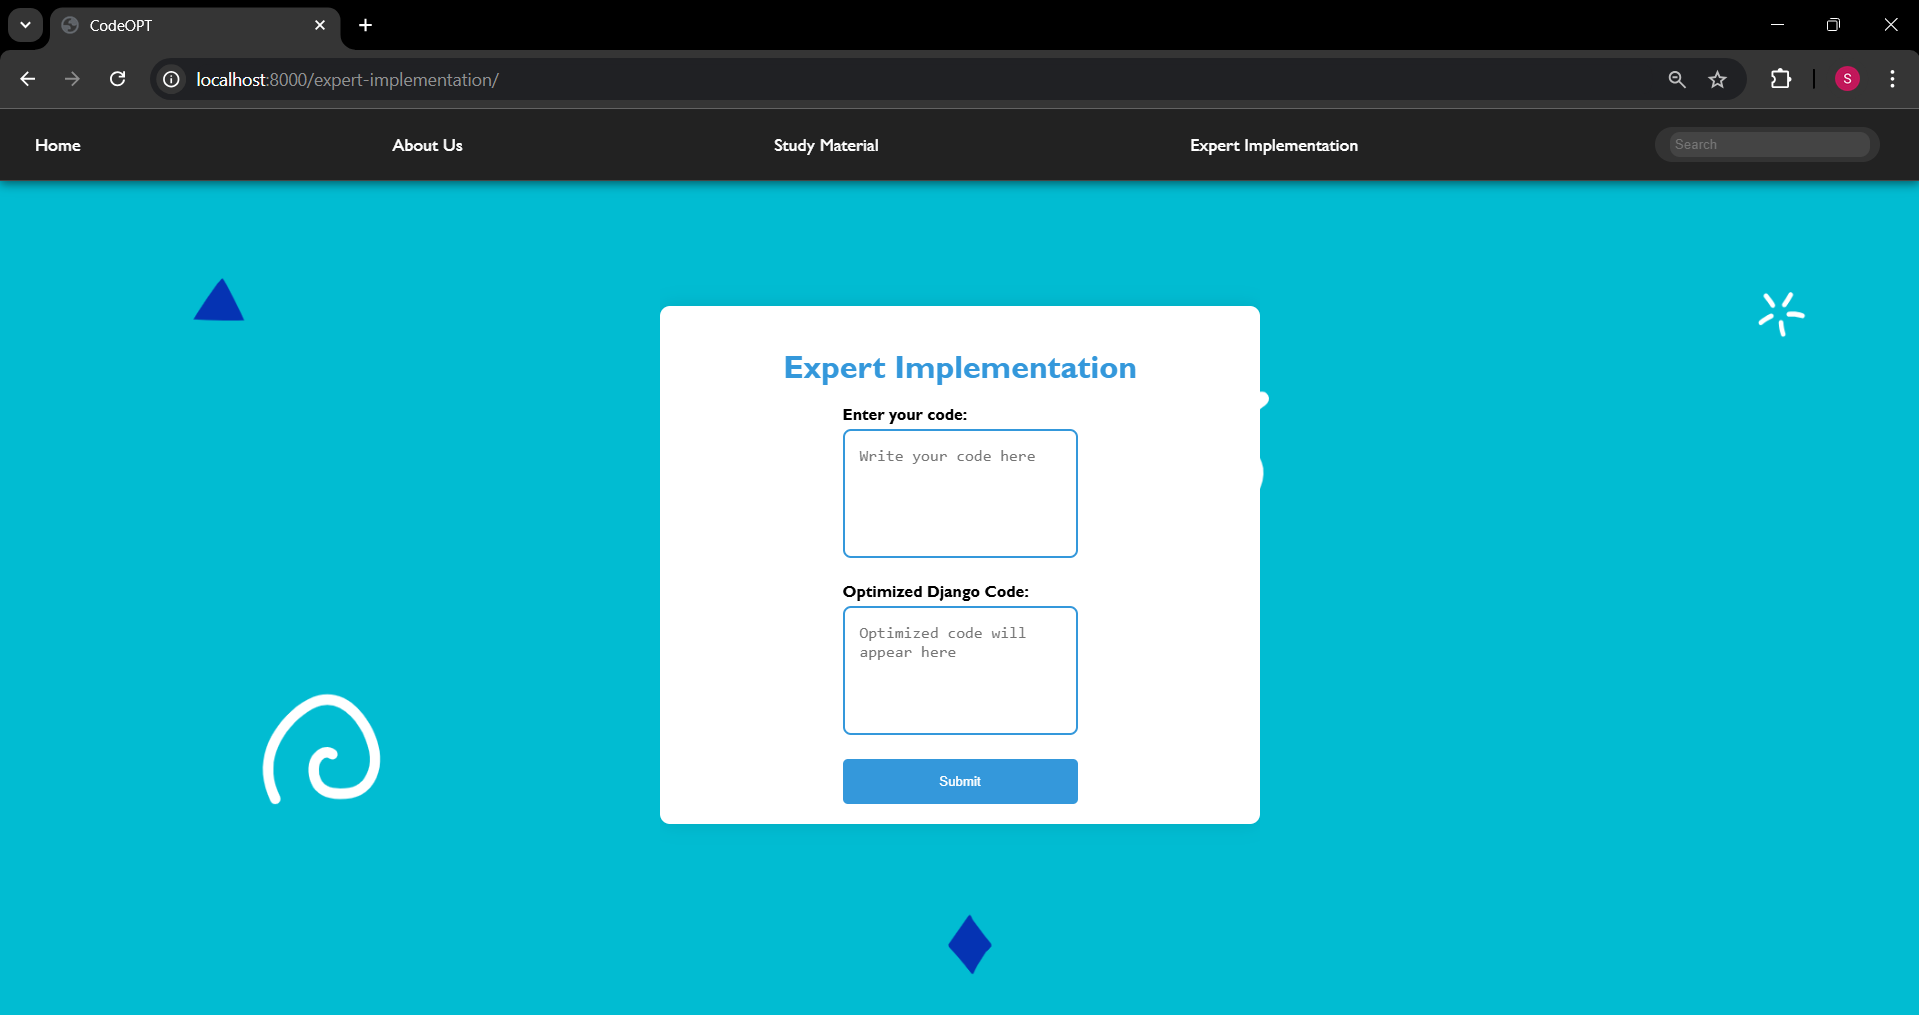 CodeOPT
localhost:8000/expert-implementation/
S
Home
About Us
Study Material
Expert Implementation
Search
Expert Implementation
Enter your code:
Write your code here
Optimized Django Code:
Optimized code will
appear here
Submit